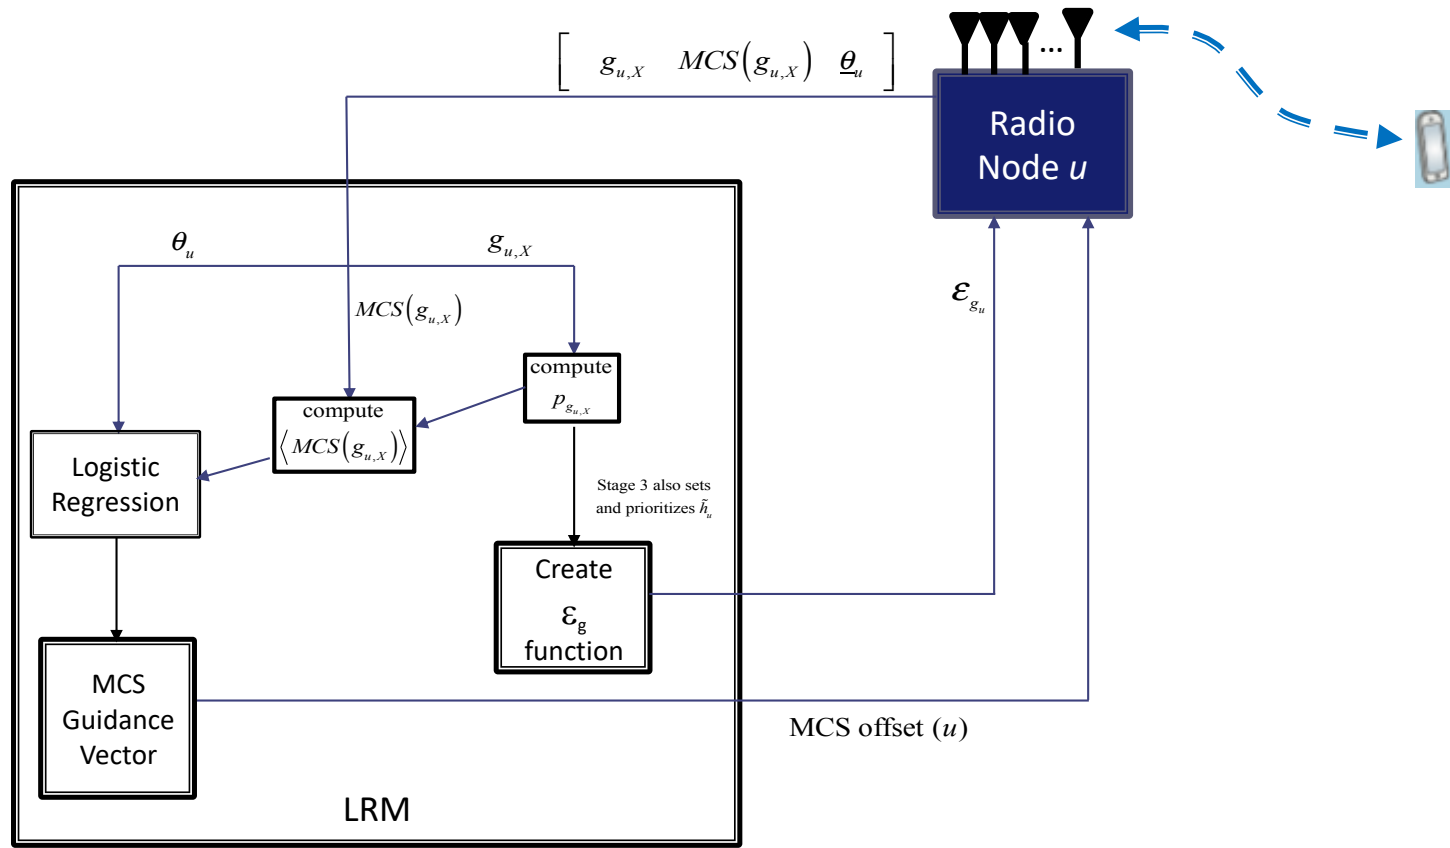 [ g_{u,X} MCS(g_{u,X}) θ_u ]
...
Radio
Node u
θ_u
g_{u,X}
MCS(g_{u,X})
ε_{g_u}
compute
p_{g_{u,X}}
compute
⟨MCS(g_{u,X})⟩
Logistic
Regression
Stage 3 also sets
and prioritizes h̃_u
Create
ε_g
function
MCS
Guidance
Vector
MCS offset (u)
LRM